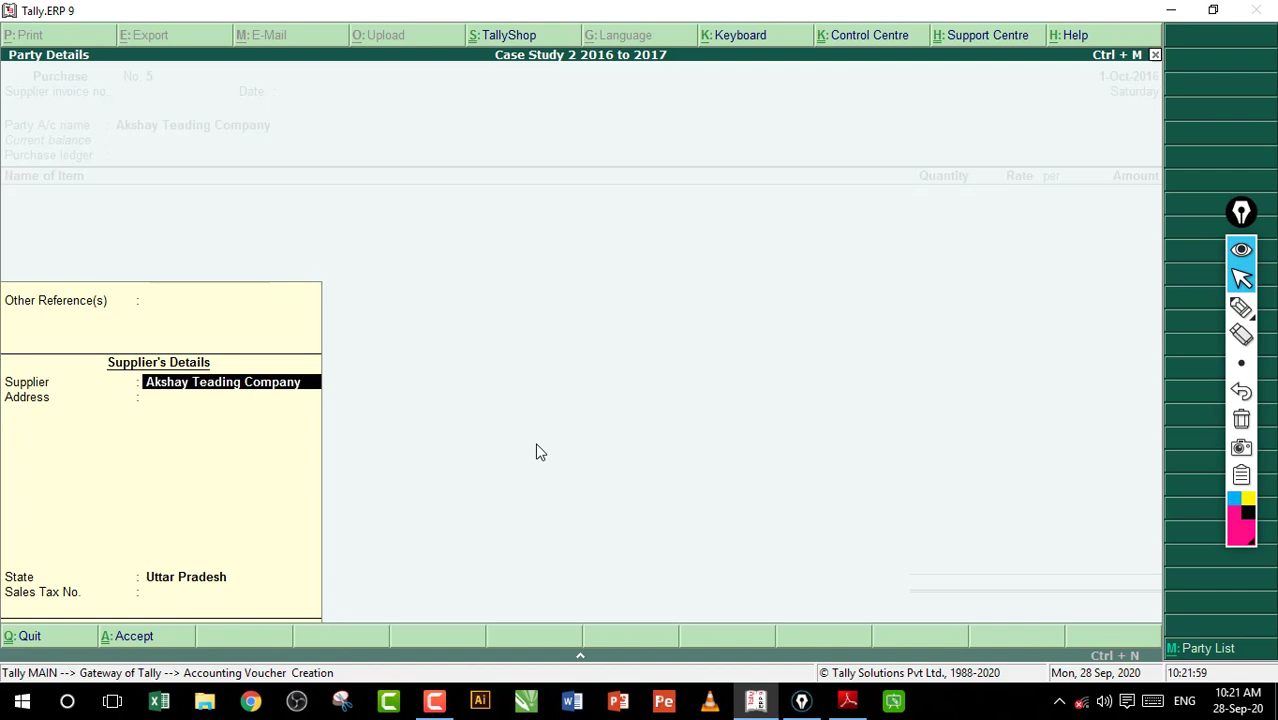 Tally.ERP 9
P: Print E: Export M: E-Mail O: Upload S: TallyShop G: Language K: Keyboard K: Control Centre H: Support Centre H: Help
Party Details Case Study 2 2016 to 2017 Ctrl + M
Purchase No. 5 1-Oct-2016
Supplier invoice no.: Date : Saturday
Party A/c name : Akshay Teading Company
Current balance :
Purchase ledger :
Name of Item Quantity Rate per Amount
Other Reference(s) :
Supplier's Details
Supplier : Akshay Teading Company
Address :
State : Uttar Pradesh
Sales Tax No. :
Q: Quit A: Accept
M: Party List
Ctrl + N
Tally MAIN --> Gateway of Tally --> Accounting Voucher Creation © Tally Solutions Pvt Ltd., 1988-2020 Mon, 28 Sep, 2020 10:21:59
ENG 10:21 AM
28-Sep-20